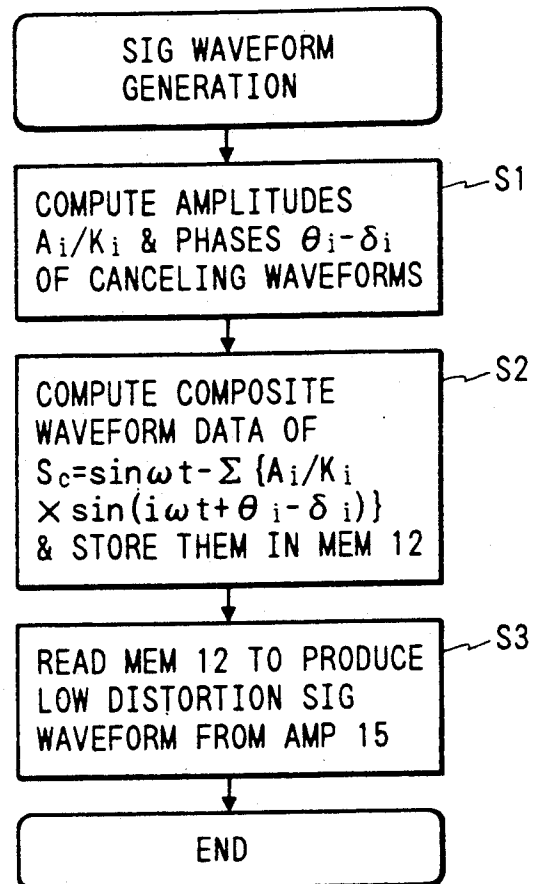 SIG WAVEFORM
GENERATION
S1
COMPUTE AMPLITUDES
Ai/Ki & PHASES θi-δi
OF CANCELING WAVEFORMS
S2
COMPUTE COMPOSITE
WAVEFORM DATA OF
Sc=sinωt-Σ{Ai/Ki
×sin(iωt+θi-δi)}
& STORE THEM IN MEM 12
S3
READ MEM 12 TO PRODUCE
LOW DISTORTION SIG
WAVEFORM FROM AMP 15
END